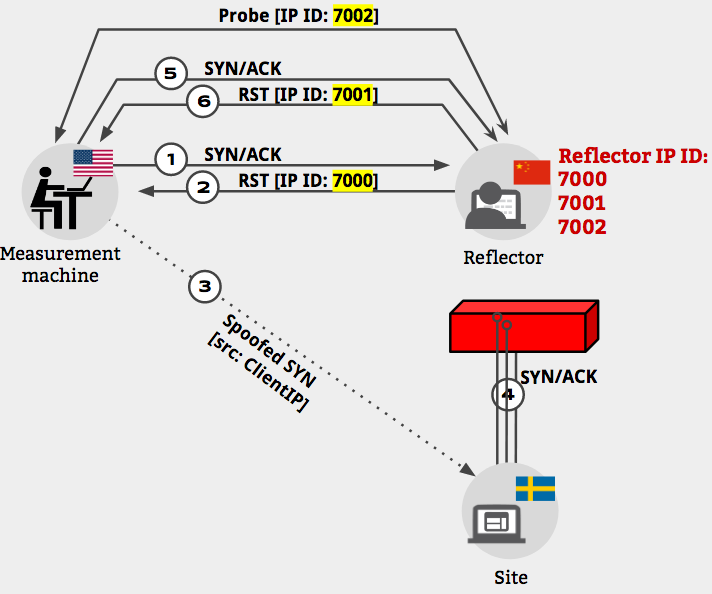 Probe [IP ID: 7002]
5 SYN/ACK
6 RST [IP ID: 7001]
1 SYN/ACK
2 RST [IP ID: 7000]
Reflector IP ID:
7000
7001
7002
Measurement
machine
Reflector
3
Spoofed SYN
[src: ClientIP]
4 SYN/ACK
Site